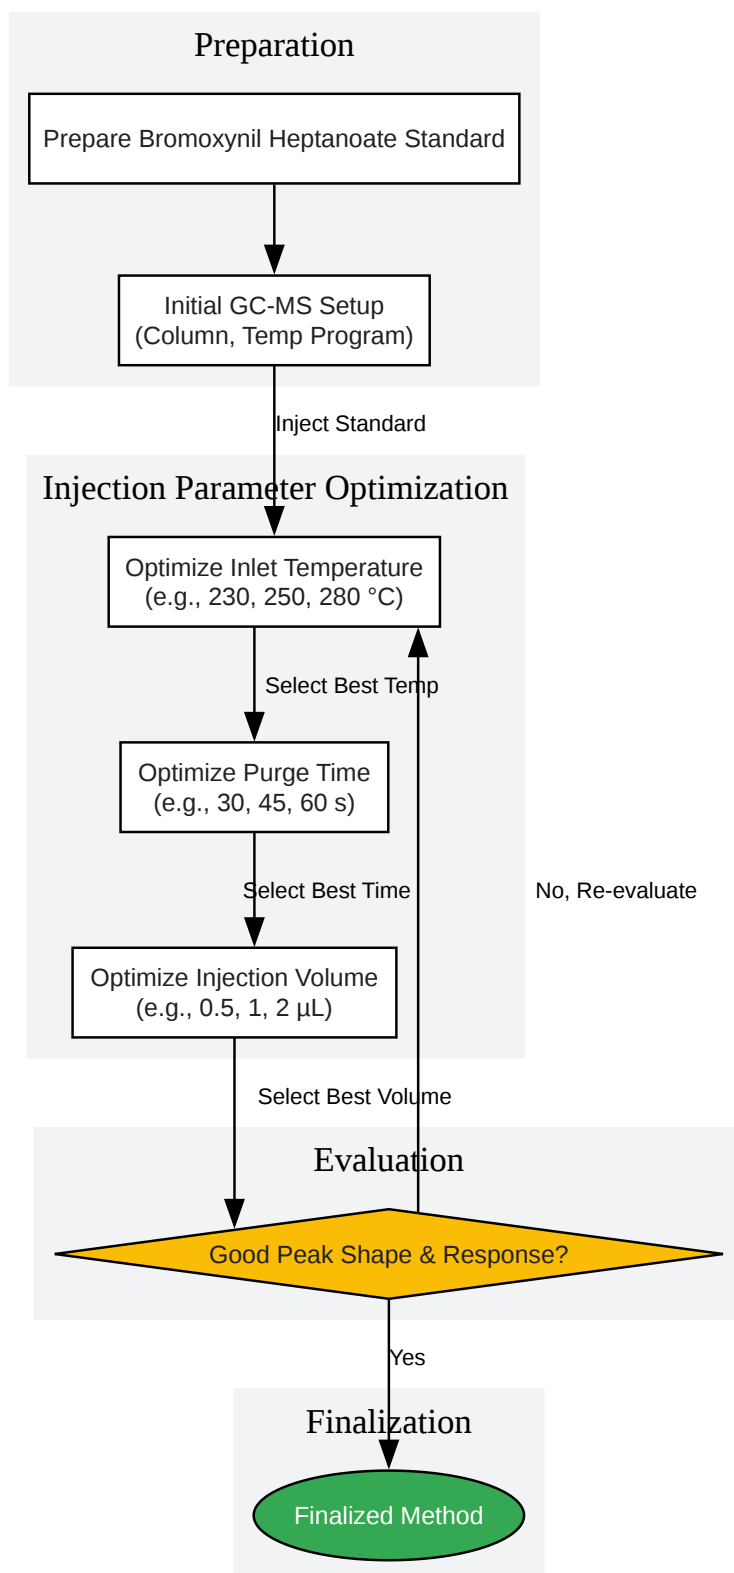 Preparation
Prepare Bromoxynil Heptanoate Standard
Initial GC-MS Setup
(Column, Temp Program)
Inject Standard
Injection Parameter Optimization
Optimize Inlet Temperature
(e.g., 230, 250, 280 °C)
Select Best Temp
Optimize Purge Time
(e.g., 30, 45, 60 s)
Select Best Time
No, Re-evaluate
Optimize Injection Volume
(e.g., 0.5, 1, 2 µL)
Select Best Volume
Evaluation
Good Peak Shape & Response?
Yes
Finalization
Finalized Method